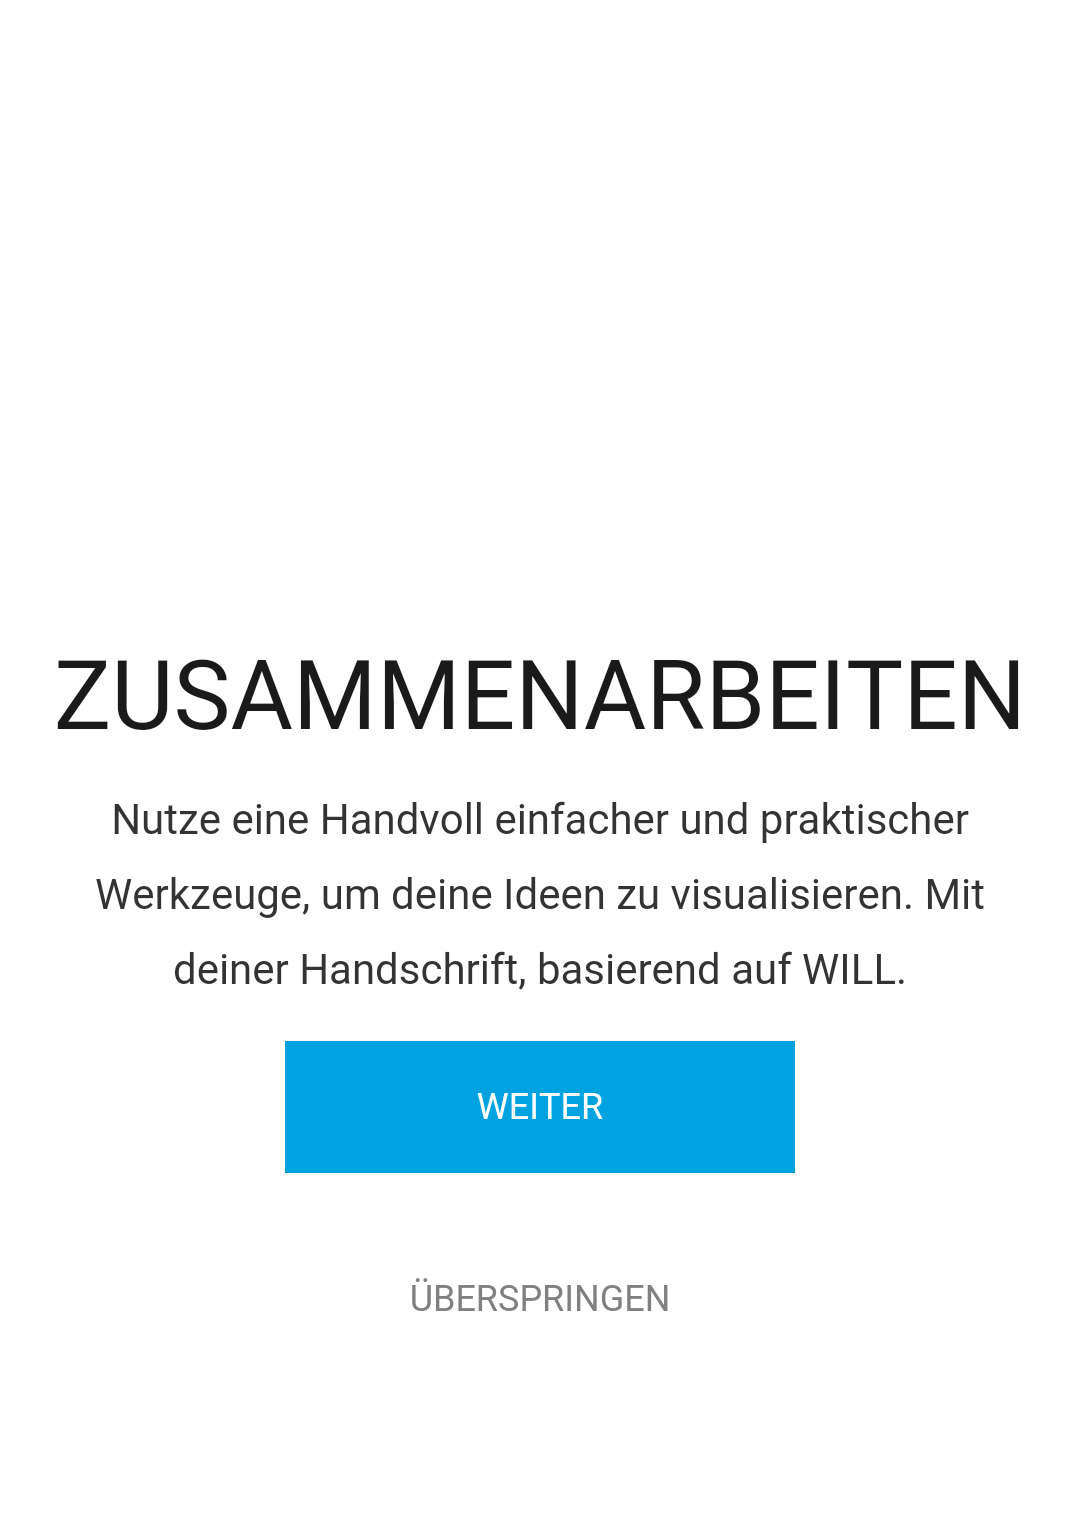 ZUSAMMENARBEITEN
Nutze eine Handvoll einfacher und praktischer
Werkzeuge, um deine Ideen zu visualisieren. Mit
deiner Handschrift, basierend auf WILL.
WEITER
ÜBERSPRINGEN